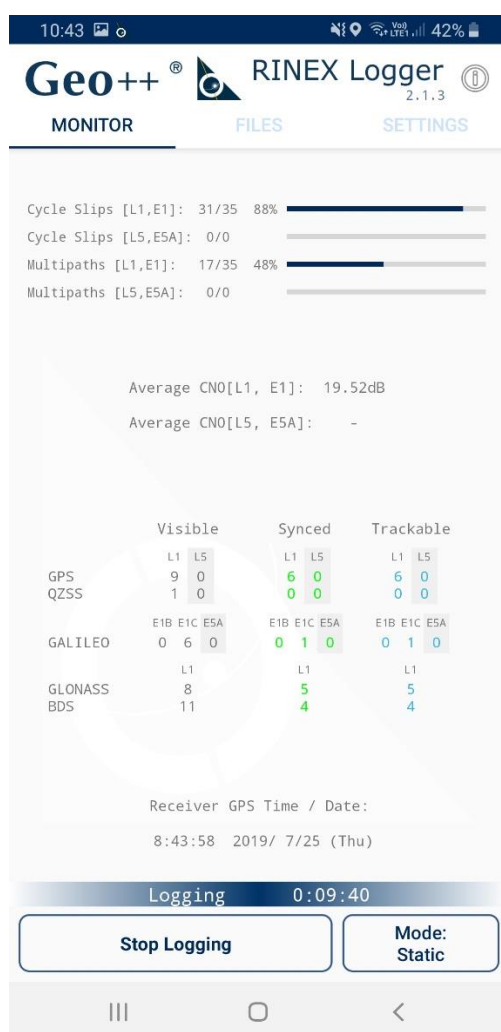 10:43 Vo)) LTE1 42%
Geo++ ® RINEX Logger
2.1.3
MONITOR FILES SETTINGS
Cycle Slips [L1,E1]: 31/35 88%
Cycle Slips [L5,E5A]: 0/0
Multipaths [L1,E1]: 17/35 48%
Multipaths [L5,E5A]: 0/0
Average CN0[L1, E1]: 19.52dB
Average CN0[L5, E5A]: -
Visible Synced Trackable
L1 L5 L1 L5 L1 L5
GPS 9 0 6 0 6 0
QZSS 1 0 0 0 0 0
E1B E1C E5A E1B E1C E5A E1B E1C E5A
GALILEO 0 6 0 0 1 0 0 1 0
L1 L1 L1
GLONASS 8 5 5
BDS 11 4 4
Receiver GPS Time / Date:
8:43:58 2019/ 7/25 (Thu)
Logging 0:09:40
Stop Logging Mode:
Static